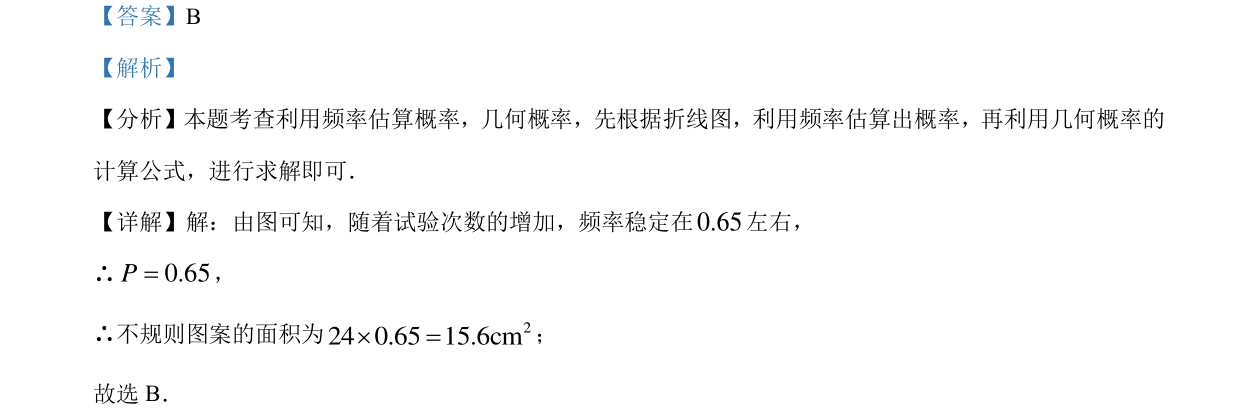 【答案】B
【解析】
【分析】本题考查利用频率估算概率，几何概率，先根据折线图，利用频率估算出概率，再利用几何概率的
计算公式，进行求解即可．
【详解】解：由图可知，随着试验次数的增加，频率稳定在0.65左右，
∴P=0.65，
∴不规则图案的面积为24×0.65=15.6cm²；
故选 B．